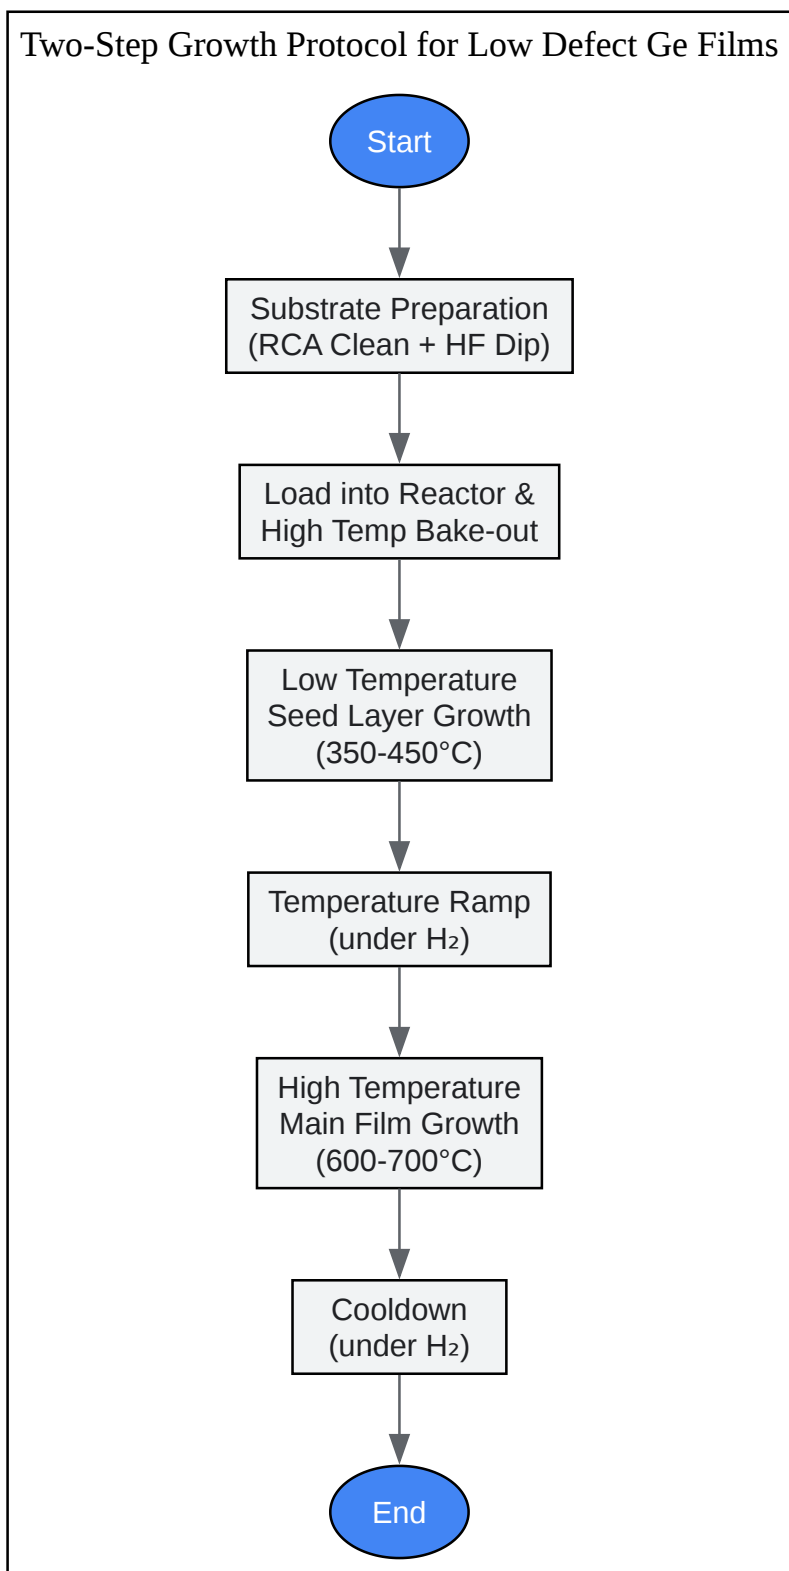 Two-Step Growth Protocol for Low Defect Ge Films
Start
Substrate Preparation
(RCA Clean + HF Dip)
Load into Reactor &
High Temp Bake-out
Low Temperature
Seed Layer Growth
(350-450°C)
Temperature Ramp
(under H₂)
High Temperature
Main Film Growth
(600-700°C)
Cooldown
(under H₂)
End